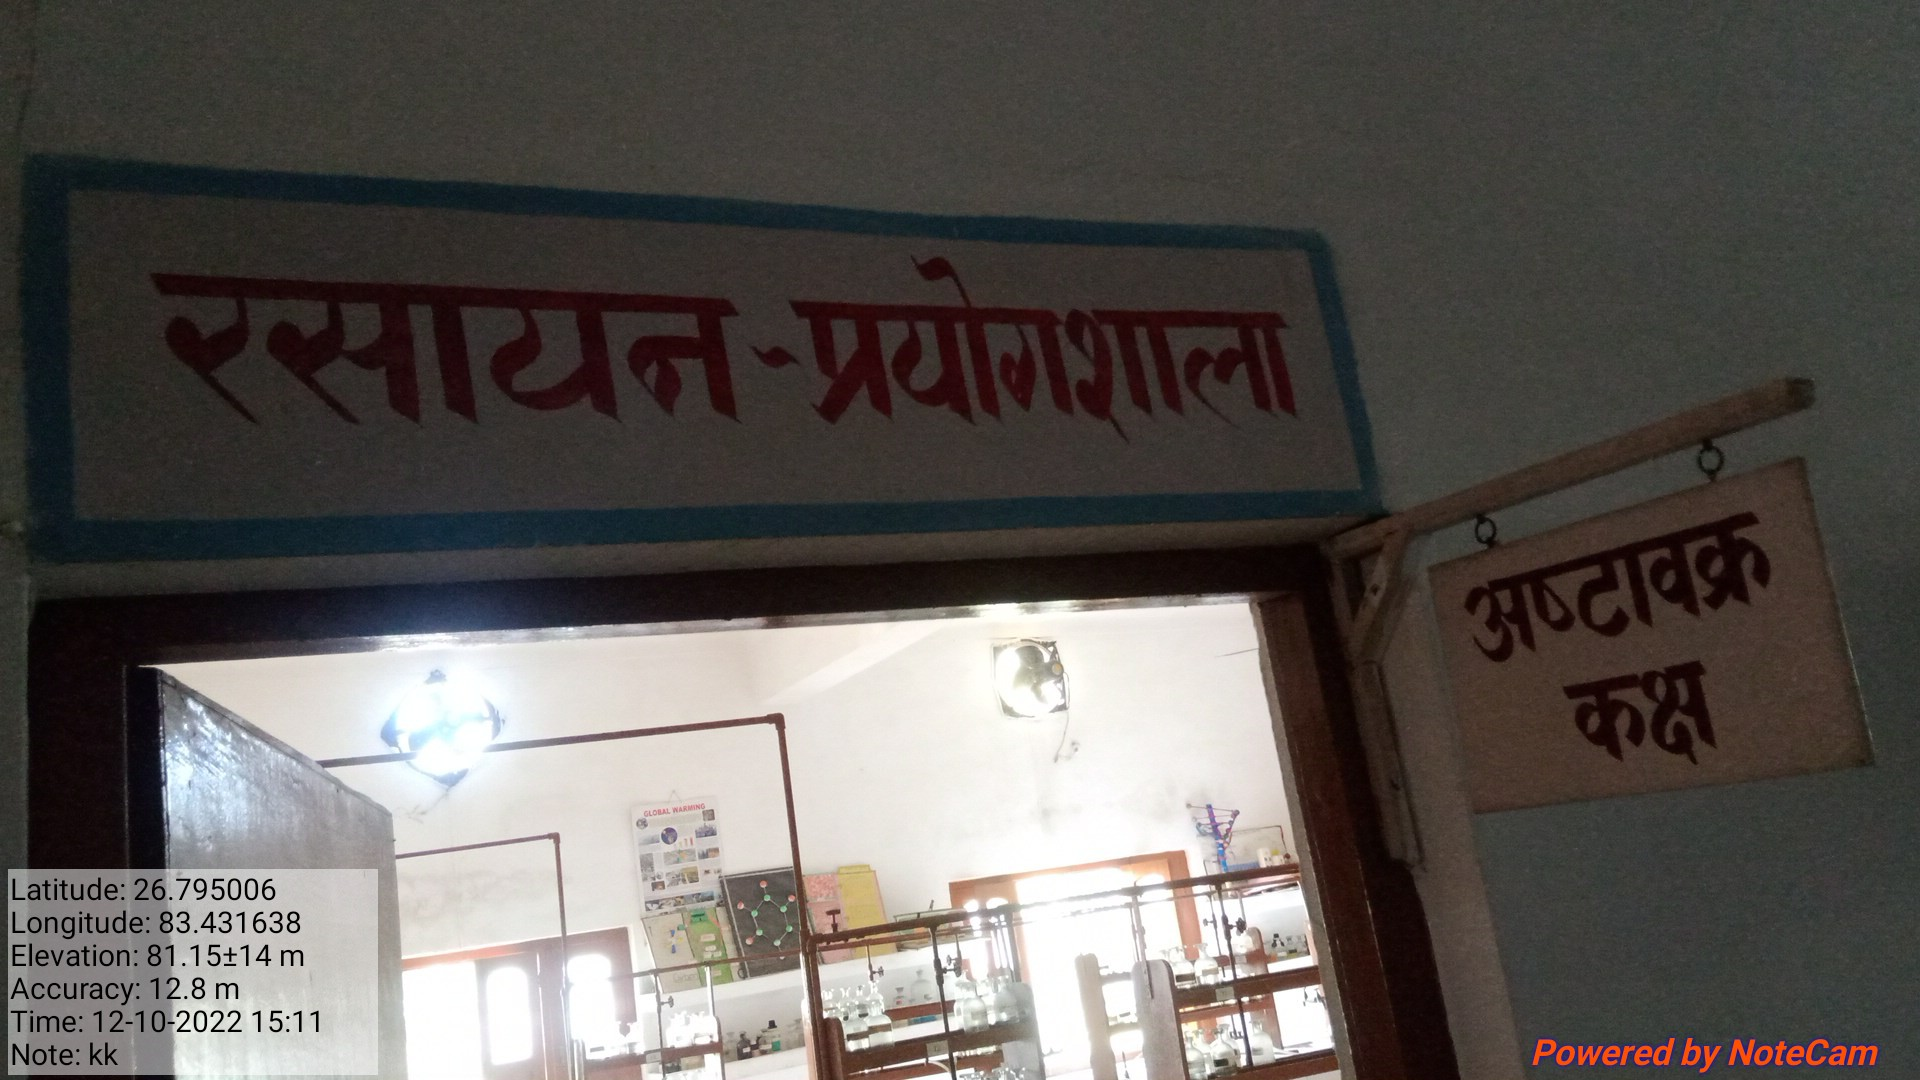 रसायन-प्रयोगशाला
अष्टावक्र
कक्ष
GLOBAL WARMING
Latitude: 26.795006
Longitude: 83.431638
Elevation: 81.15±14 m
Accuracy: 12.8 m
Time: 12-10-2022 15:11
Note: kk
Powered by NoteCam